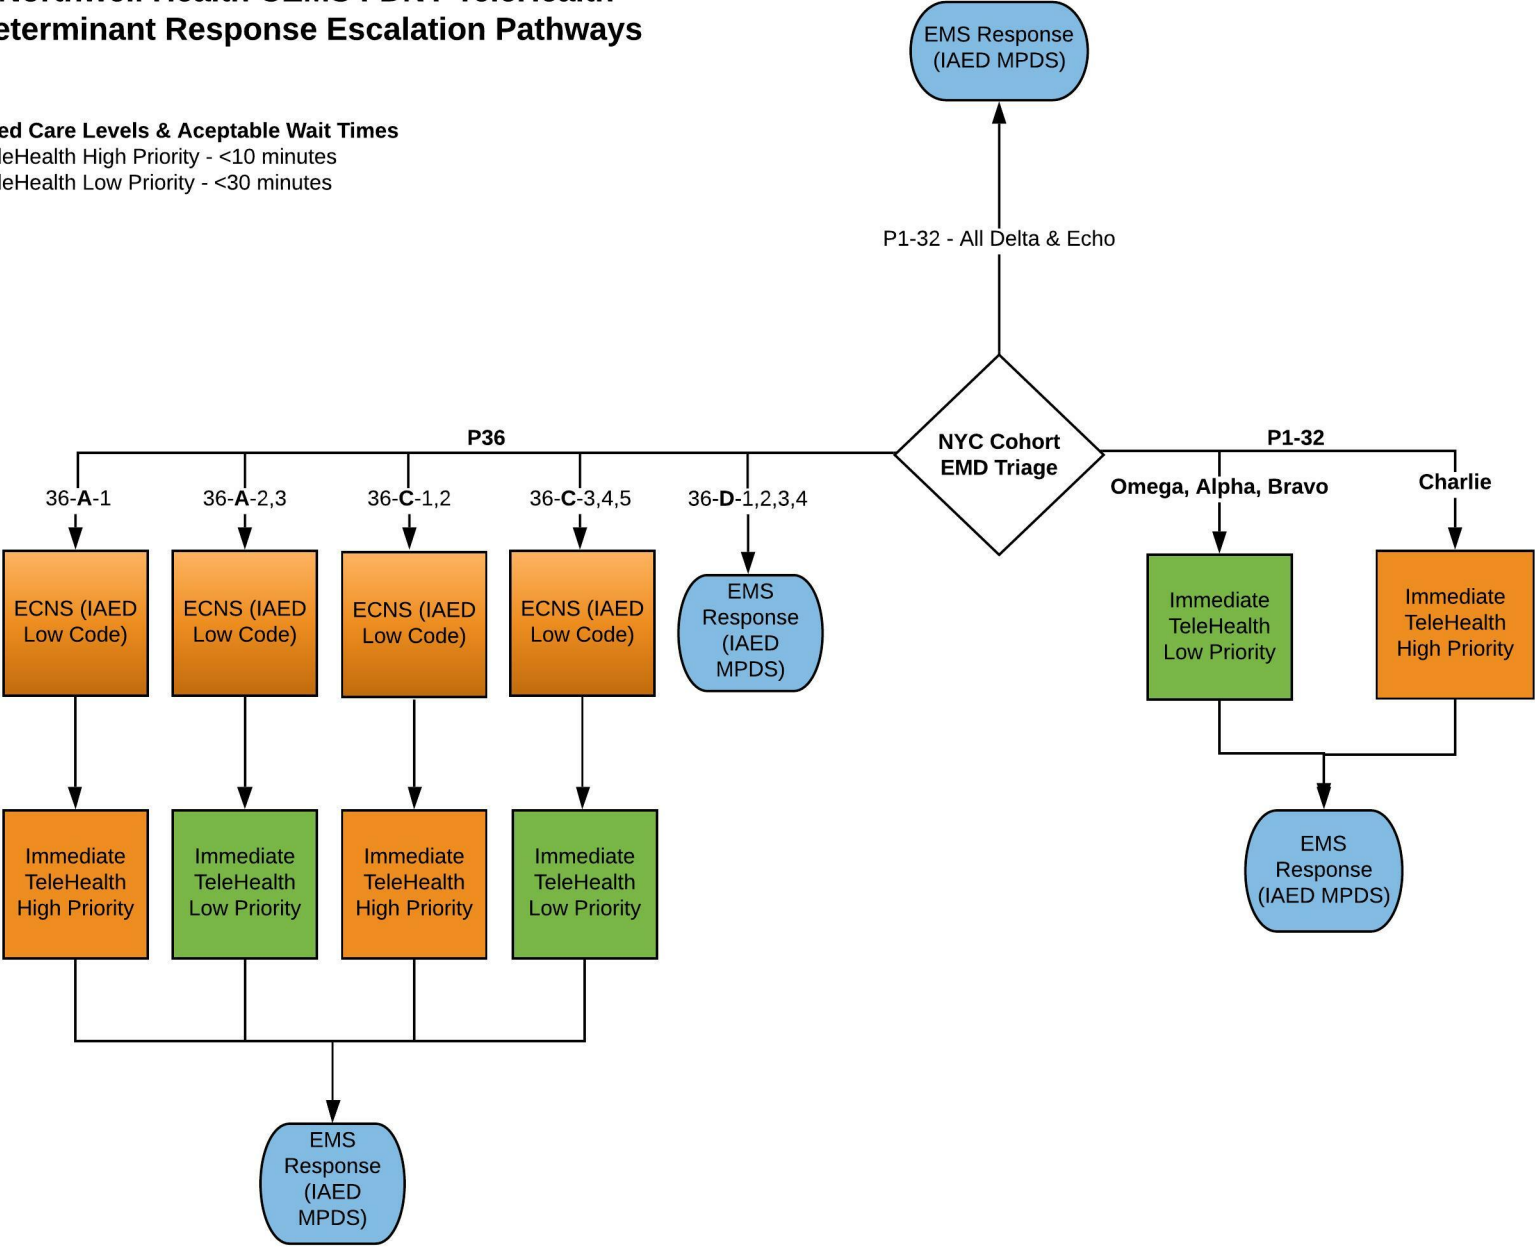 eterminant Response Escalation Pathways
ed Care Levels & Aceptable Wait Times
leHealth High Priority - <10 minutes
leHealth Low Priority - <30 minutes
EMS Response
(IAED MPDS)
P1-32 - All Delta & Echo
NYC Cohort
EMD Triage
P36
P1-32
36-A-1
36-A-2,3
36-C-1,2
36-C-3,4,5
36-D-1,2,3,4
Omega, Alpha, Bravo
Charlie
ECNS (IAED
Low Code)
ECNS (IAED
Low Code)
ECNS (IAED
Low Code)
ECNS (IAED
Low Code)
EMS
Response
(IAED
MPDS)
Immediate
TeleHealth
Low Priority
Immediate
TeleHealth
High Priority
Immediate
TeleHealth
High Priority
Immediate
TeleHealth
Low Priority
Immediate
TeleHealth
High Priority
Immediate
TeleHealth
Low Priority
EMS
Response
(IAED MPDS)
EMS
Response
(IAED
MPDS)